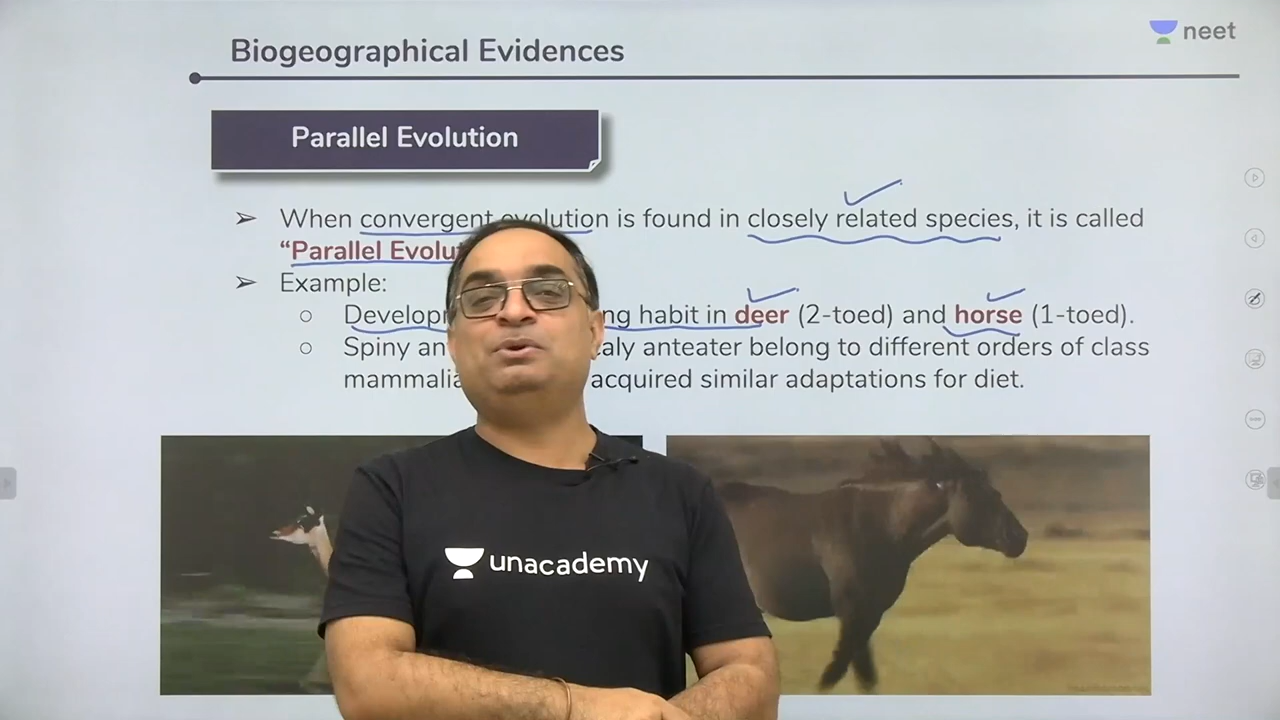 neet
Biogeographical Evidences
Parallel Evolution
➢ When convergent evolution is found in closely related species, it is called
“Parallel Evolu
➢ Example:
○ Develop ng habit in deer (2-toed) and horse (1-toed).
○ Spiny an caly anteater belong to different orders of class
mammalia acquired similar adaptations for diet.
unacademy